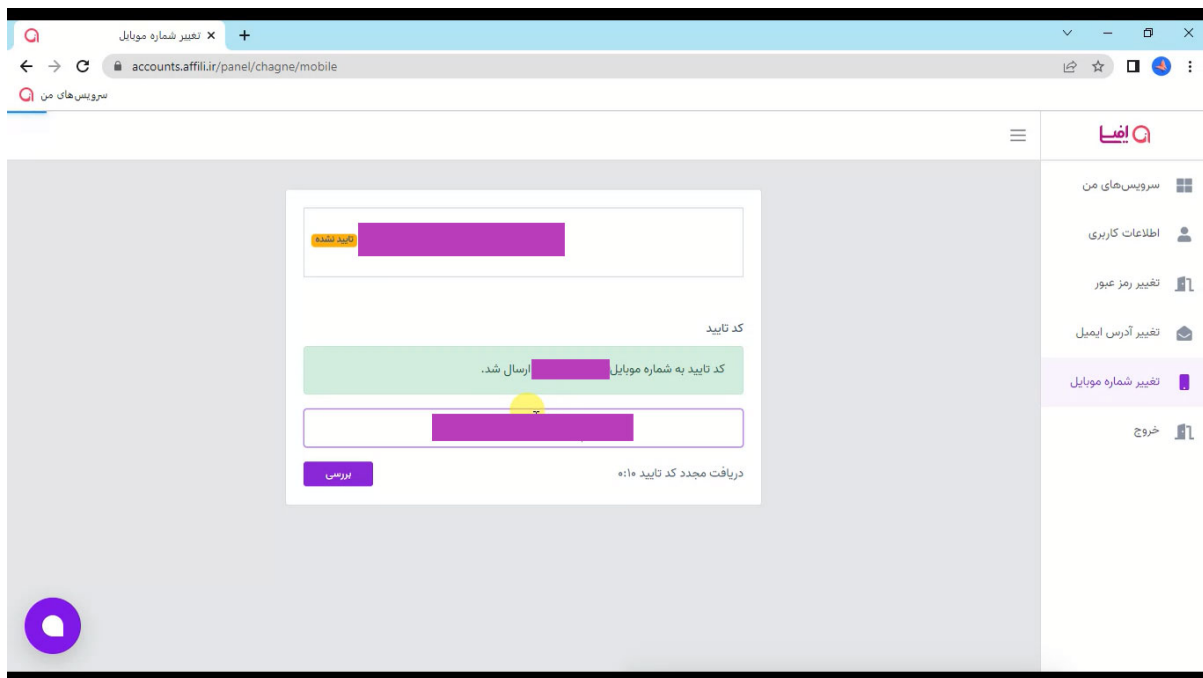 تغییر شماره موبایل
accounts.affili.ir/panel/chagne/mobile
سرویس‌های من
افیلی
سرویس‌های من
اطلاعات کاربری
تغییر رمز عبور
تغییر آدرس ایمیل
تغییر شماره موبایل
خروج
تایید نشده
کد تایید
کد تایید به شماره موبایل ارسال شد.
دریافت مجدد کد تایید ۰:۱۰
بررسی